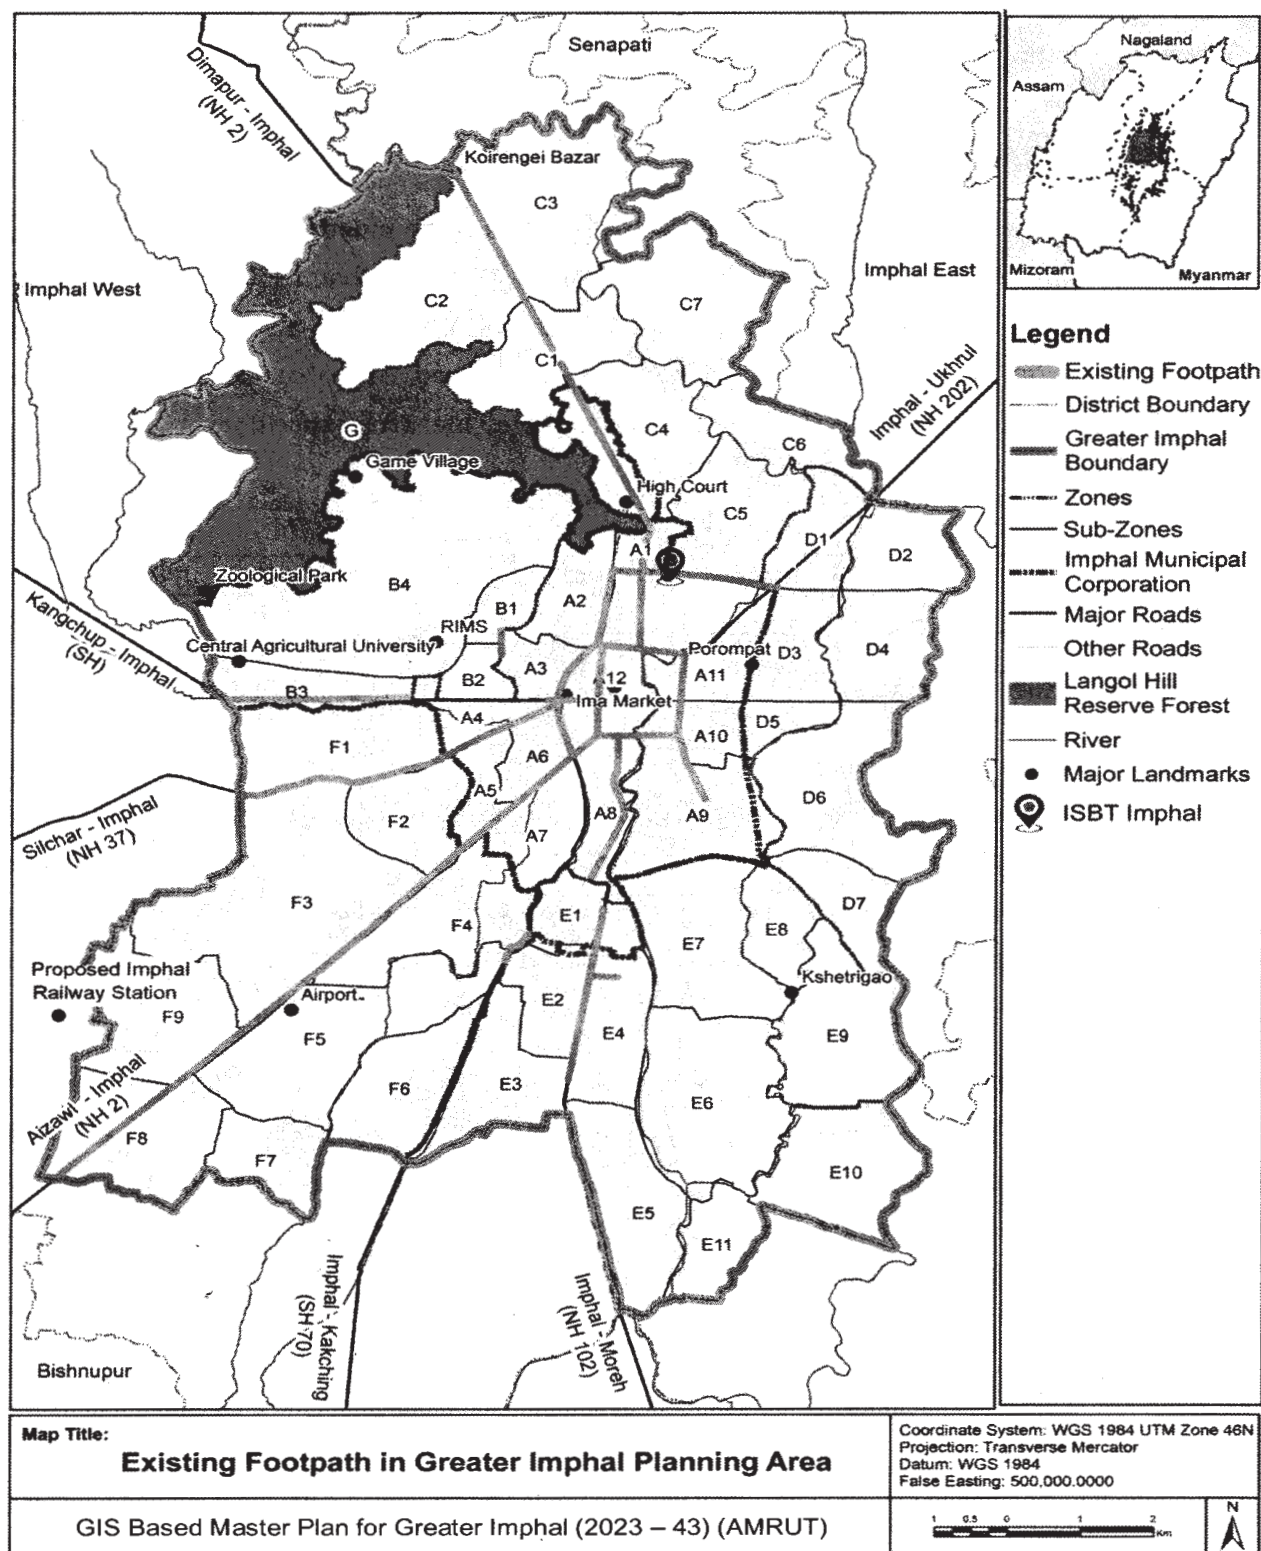 Senapati
Nagaland
Assam
Mizoram
Myanmar
Dimapur - Imphal
(NH 2)
Koirengei Bazar
C3
Imphal West
Imphal East
C2
C7
C1
Imphal - Ukhrul
(NH 202)
C4
G
Game Village
C6
High Court
C5
D1
A1
D2
Zoological Park
B4
A2
B1
Kangchup - Imphal
(SH)
RIMS
Central Agricultural University
Porompat
D3
D4
A3
A11
B3
B2
12
Ima Market
A4
F1
A6
A10
D5
A5
D6
Silchar - Imphal
(NH 37)
F2
A7
A8
A9
F3
D7
F4
E1
E8
E7
Proposed Imphal
Railway Station
Airport
Kshetrigao
F9
E2
F5
E4
E9
Aizawl - Imphal
(NH 2)
F6
E3
E6
F8
F7
E10
E5
E11
Imphal - Kakching
(SH 70)
Imphal - Moreh
(NH 102)
Bishnupur
Legend
Existing Footpath
District Boundary
Greater Imphal
Boundary
Zones
Sub-Zones
Imphal Municipal
Corporation
Major Roads
Other Roads
Langol Hill
Reserve Forest
River
Major Landmarks
ISBT Imphal
Map Title:
Existing Footpath in Greater Imphal Planning Area
GIS Based Master Plan for Greater Imphal (2023 – 43) (AMRUT)
Coordinate System: WGS 1984 UTM Zone 46N
Projection: Transverse Mercator
Datum: WGS 1984
False Easting: 500,000.0000
1 0.5 0 1 2
Km
N